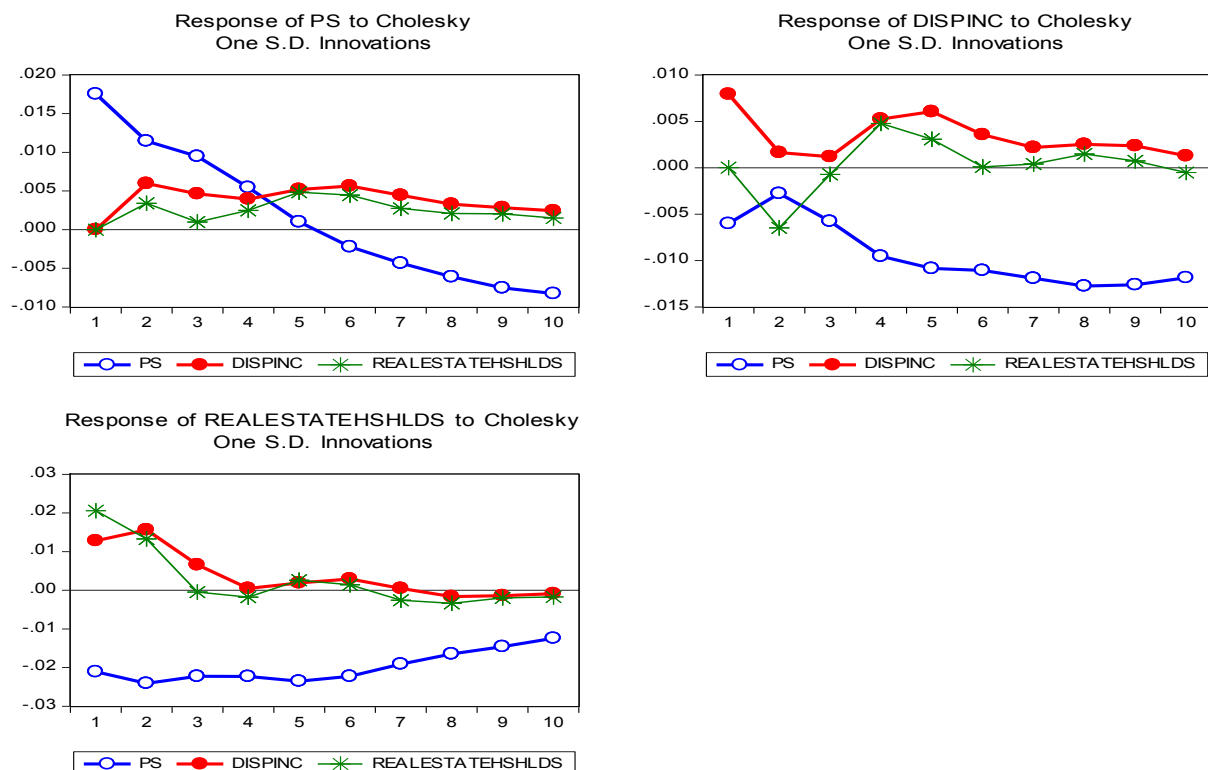 Response of PS to Cholesky
One S.D. Innovations
.020
.015
.010
.005
.000
-.005
-.010
1 2 3 4 5 6 7 8 9 10
PS DISPINC REALESTATEHSHLDS
Response of DISPINC to Cholesky
One S.D. Innovations
.010
.005
.000
-.005
-.010
-.015
1 2 3 4 5 6 7 8 9 10
PS DISPINC REALESTATEHSHLDS
Response of REALESTATEHSHLDS to Cholesky
One S.D. Innovations
.03
.02
.01
.00
-.01
-.02
-.03
1 2 3 4 5 6 7 8 9 10
PS DISPINC REALESTATEHSHLDS